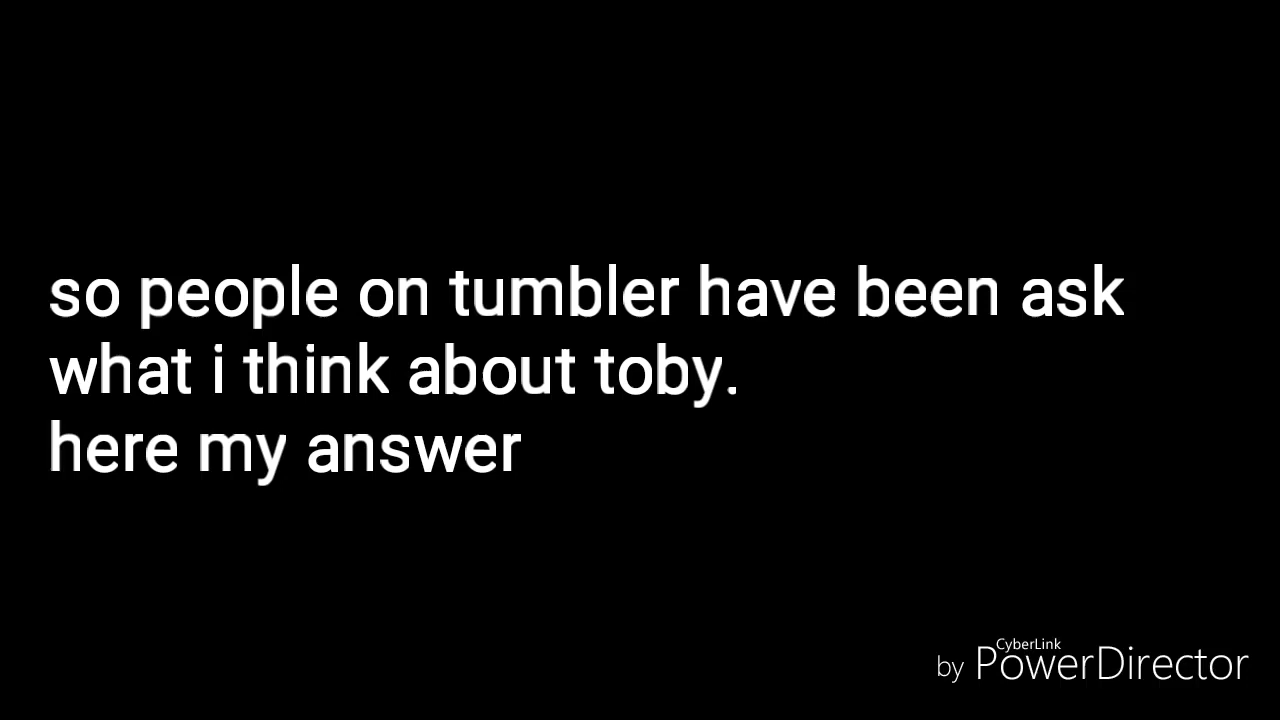 so people on tumbler have been ask
what i think about toby.
here my answer
CyberLink
by PowerDirector